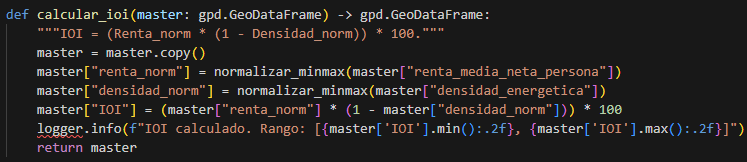 def calcular_ioi(master: gpd.GeoDataFrame) -> gpd.GeoDataFrame:
    """IOI = (Renta_norm * (1 - Densidad_norm)) * 100."""
    master = master.copy()
    master["renta_norm"] = normalizar_minmax(master["renta_media_neta_persona"])
    master["densidad_norm"] = normalizar_minmax(master["densidad_energetica"])
    master["IOI"] = (master["renta_norm"] * (1 - master["densidad_norm"])) * 100
    logger.info(f"IOI calculado. Rango: [{master['IOI'].min():.2f}, {master['IOI'].max():.2f}]")
    return master